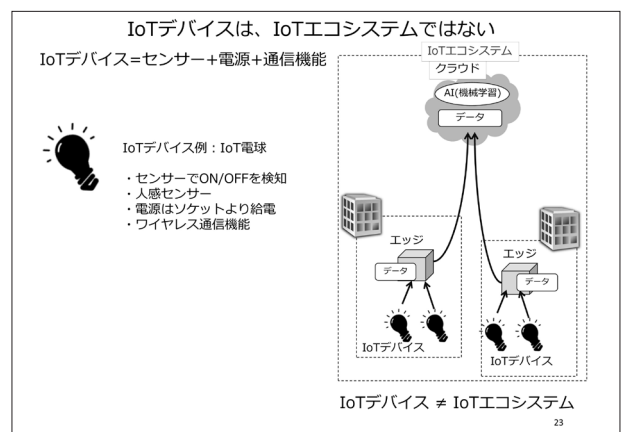 IoTデバイスは、IoTエコシステムではない
IoTデバイス=センサー+電源+通信機能
IoTデバイス例：IoT電球
・センサーでON/OFFを検知
・人感センサー
・電源はソケットより給電
・ワイヤレス通信機能
IoTエコシステム
クラウド
AI(機械学習)
データ
エッジ
データ
IoTデバイス
エッジ
データ
IoTデバイス
IoTデバイス ≠ IoTエコシステム
23